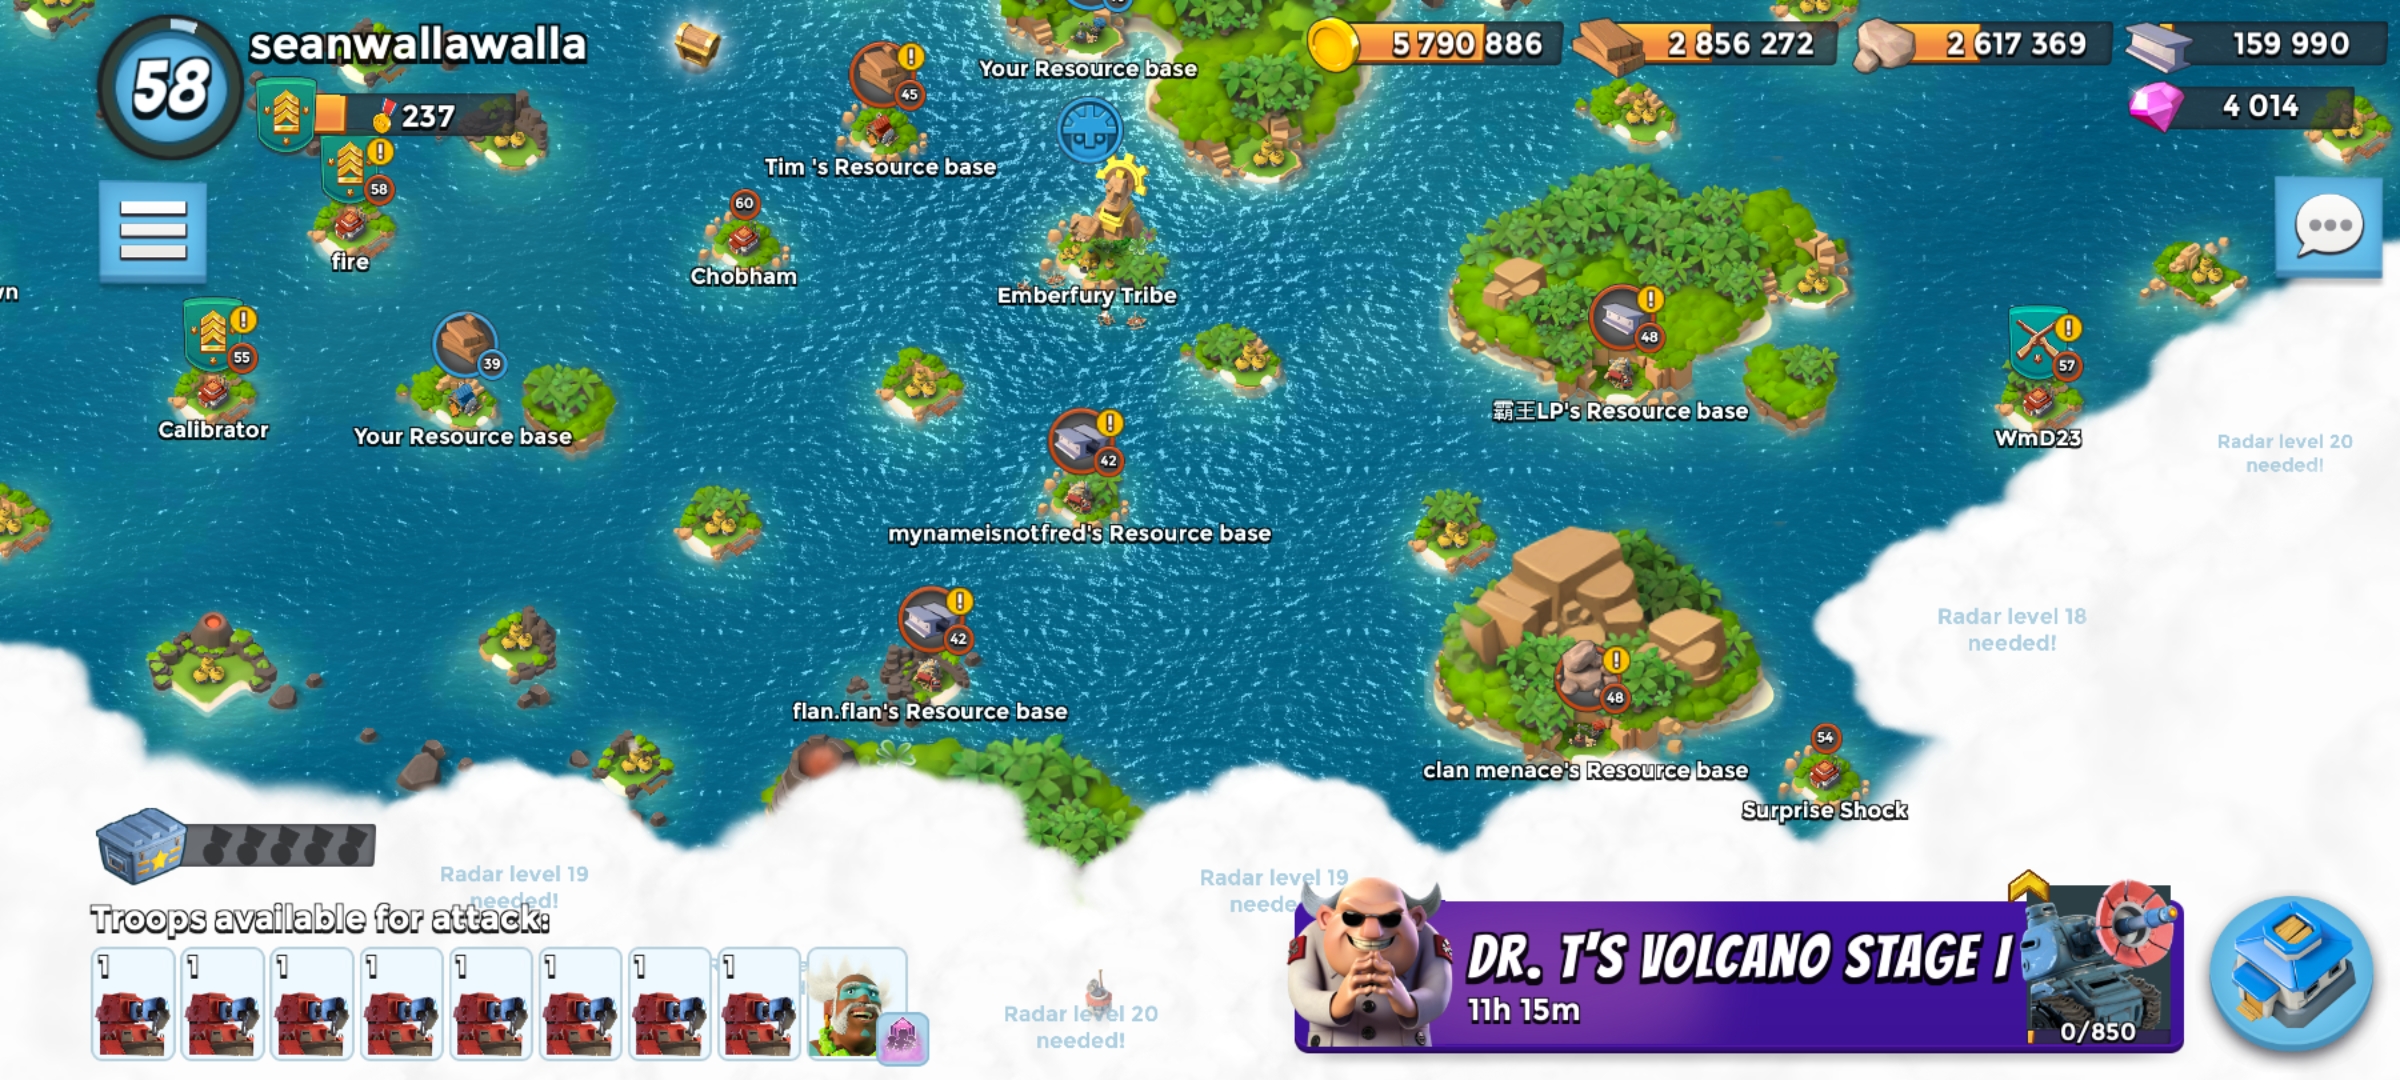 58
seanwallawalla
237
5 790 886
2 856 272
2 617 369
159 990
4 014
Your Resource base
45
Tim 's Resource base
58
fire
60
Chobham
Emberfury Tribe
55
Calibrator
39
Your Resource base
48
霸王LP's Resource base
57
WmD23
42
mynameisnotfred's Resource base
Radar level 20
needed!
42
flan.flan's Resource base
Radar level 18
needed!
48
clan menace's Resource base
54
Surprise Shock
Radar level 19
needed!
Radar level 19
Troops available for attack:
1
1
1
1
1
1
1
1
Radar level 20
needed!
DR. T'S VOLCANO STAGE I
11h 15m
0/850